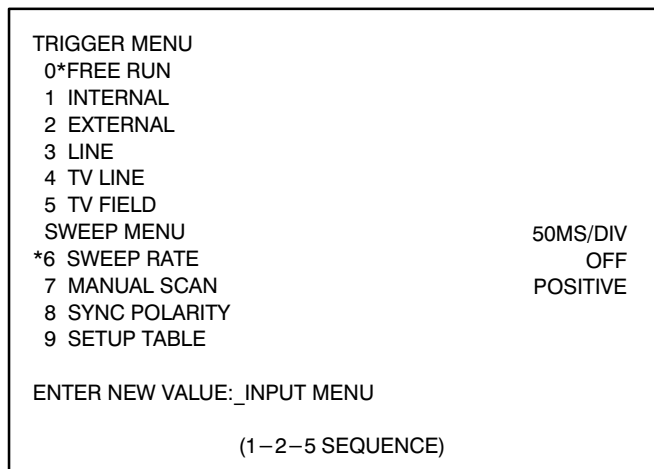 TRIGGER MENU
0*FREE RUN
1 INTERNAL
2 EXTERNAL
3 LINE
4 TV LINE
5 TV FIELD
SWEEP MENU 50MS/DIV
*6 SWEEP RATE OFF
7 MANUAL SCAN POSITIVE
8 SYNC POLARITY
9 SETUP TABLE
ENTER NEW VALUE:_INPUT MENU
(1−2−5 SEQUENCE)